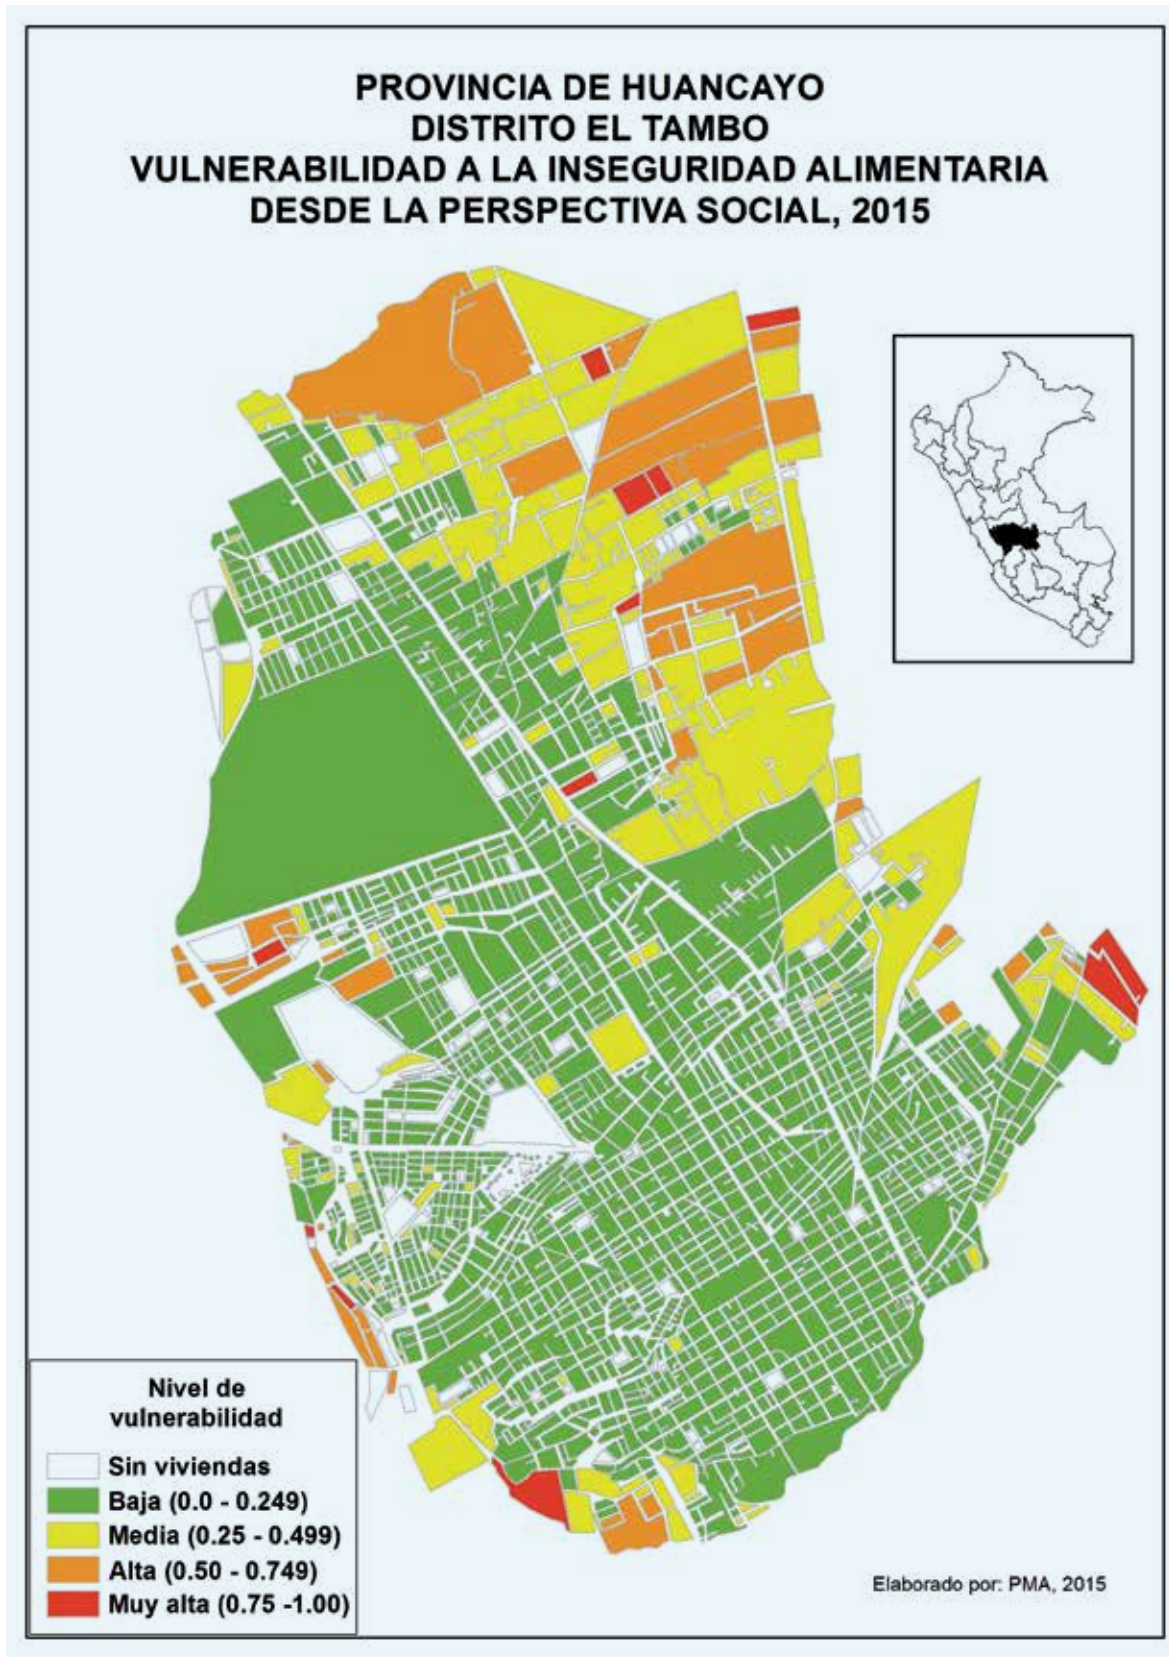 PROVINCIA DE HUANCAYO
DISTRITO EL TAMBO
VULNERABILIDAD A LA INSEGURIDAD ALIMENTARIA
DESDE LA PERSPECTIVA SOCIAL, 2015
Nivel de
vulnerabilidad
Sin viviendas
Baja (0.0 - 0.249)
Media (0.25 - 0.499)
Alta (0.50 - 0.749)
Muy alta (0.75 -1.00)
Elaborado por: PMA, 2015